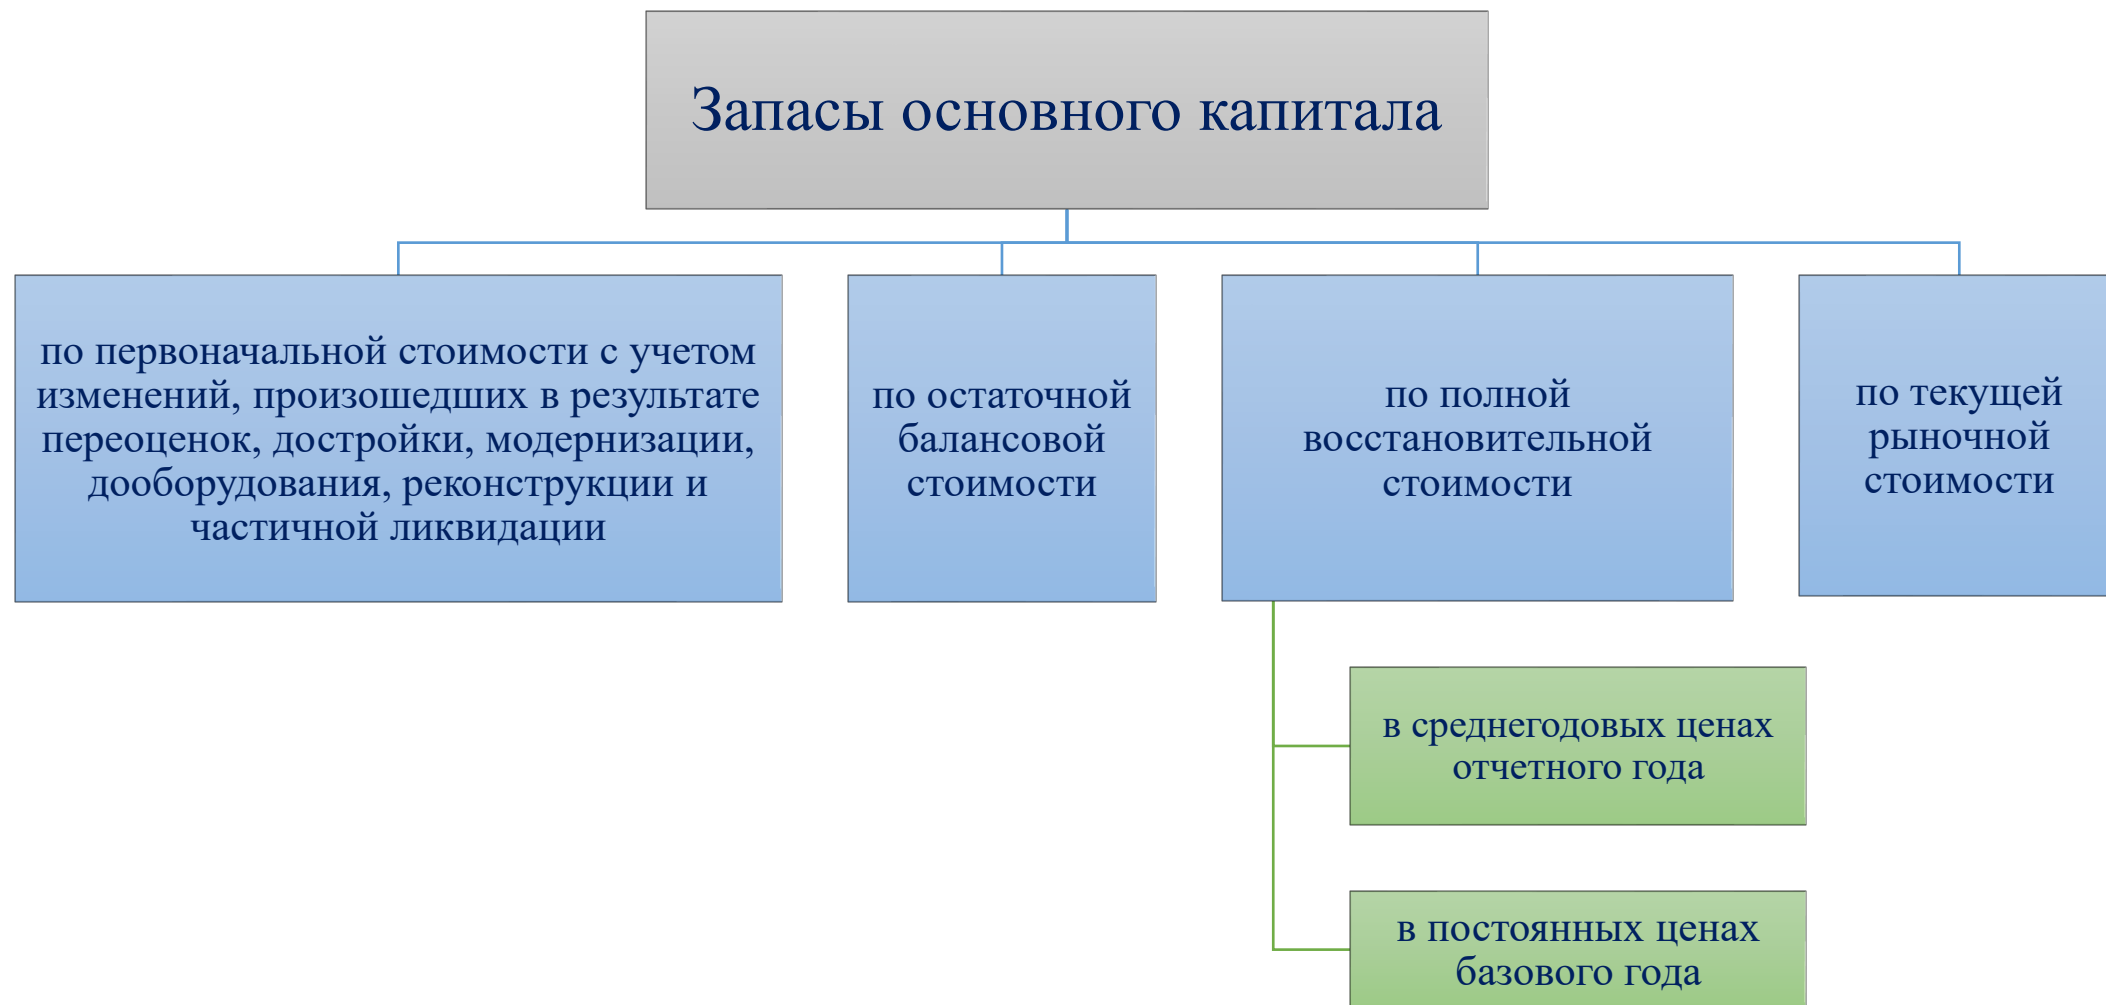 Запасы основного капитала
по первоначальной стоимости с учетом
изменений, произошедших в результате
переоценок, достройки, модернизации,
дооборудования, реконструкции и
частичной ликвидации
по остаточной
балансовой
стоимости
по полной
восстановительной
стоимости
по текущей
рыночной
стоимости
в среднегодовых ценах
отчетного года
в постоянных ценах
базового года